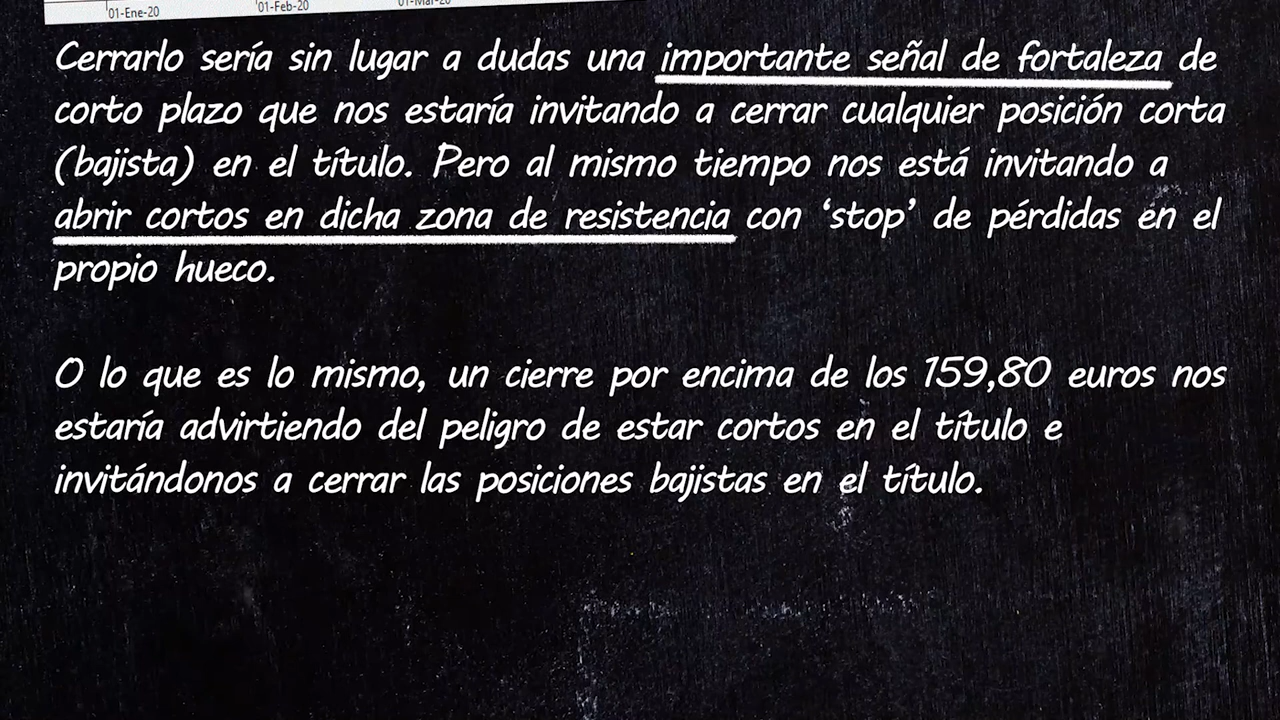 01-Ene-20
01-Feb-20
01-Mar-20
Cerrarlo sería sin lugar a dudas una importante señal de fortaleza de
corto plazo que nos estaría invitando a cerrar cualquier posición corta
(bajista) en el título. Pero al mismo tiempo nos está invitando a
abrir cortos en dicha zona de resistencia con ‘stop’ de pérdidas en el
propio hueco.
O lo que es lo mismo, un cierre por encima de los 159,80 euros nos
estaría advirtiendo del peligro de estar cortos en el título e
invitándonos a cerrar las posiciones bajistas en el título.